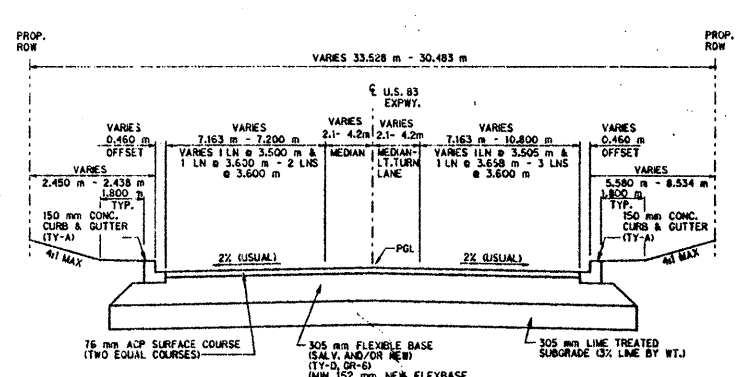 PROP.
ROW
PROP.
ROW
VARIES 33.528 m - 30.483 m
℄ U.S. 83
EXPWY.
VARIES
0.460 m
OFFSET
VARIES
7.163 m - 7.200 m
VARIES 1 LN @ 3.500 m &
1 LN @ 3.600 m - 2 LNS
@ 3.600 m
VARIES
2.1- 4.2m
MEDIAN
VARIES
2.1- 4.2m
MEDIAN-
LT.TURN
LANE
VARIES
7.163 m - 10.800 m
VARIES 1LN @ 3.505 m &
1 LN @ 3.658 m - 3 LNS
@ 3.600 m
VARIES
0.460 m
OFFSET
VARIES
2.450 m - 2.438 m
1.800 m
TYP.
VARIES
5.580 m - 8.534 m
1.800 m
TYP.
150 mm CONC.
CURB & GUTTER
(TY-A)
150 mm CONC.
CURB & GUTTER
(TY-A)
4:1 MAX
2% (USUAL)
PGL
2% (USUAL)
4:1 MAX
76 mm ACP SURFACE COURSE
(TWO EQUAL COURSES)
305 mm FLEXIBLE BASE
(SALV. AND/OR NEW)
(TY-D, GR-6)
(MIN. 152 mm NEW FLEXBASE
305 mm LIME TREATED
SUBGRADE (3% LIME BY WT.)